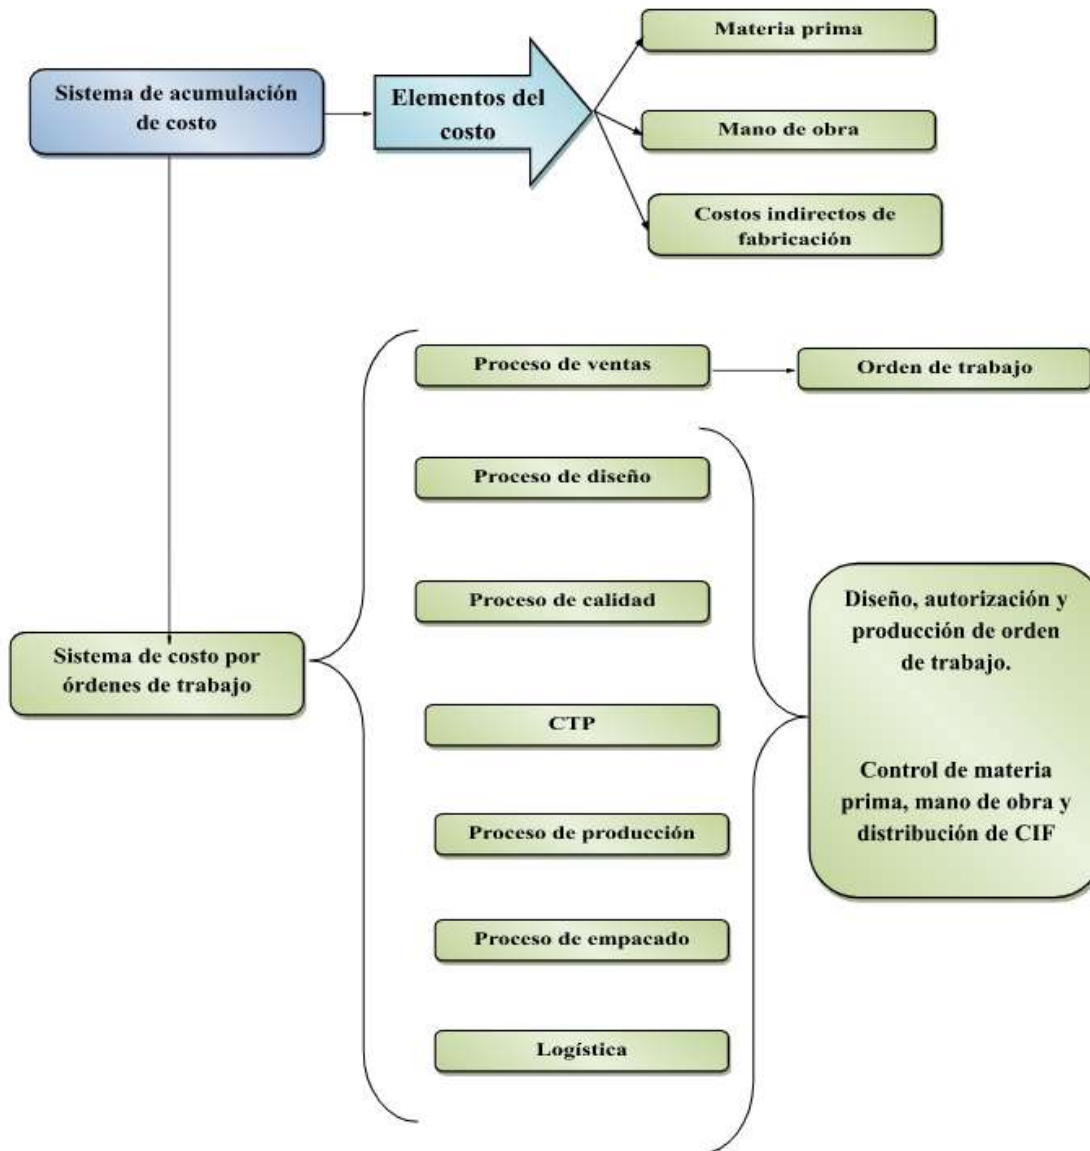 Materia prima
Sistema de acumulación
de costo
Elementos del
costo
Mano de obra
Costos indirectos de
fabricación
Proceso de ventas
Orden de trabajo
Proceso de diseño
Proceso de calidad
Sistema de costo por
órdenes de trabajo
CTP
Proceso de producción
Proceso de empacado
Logística
Diseño, autorización y
producción de orden
de trabajo.
Control de materia
prima, mano de obra y
distribución de CIF